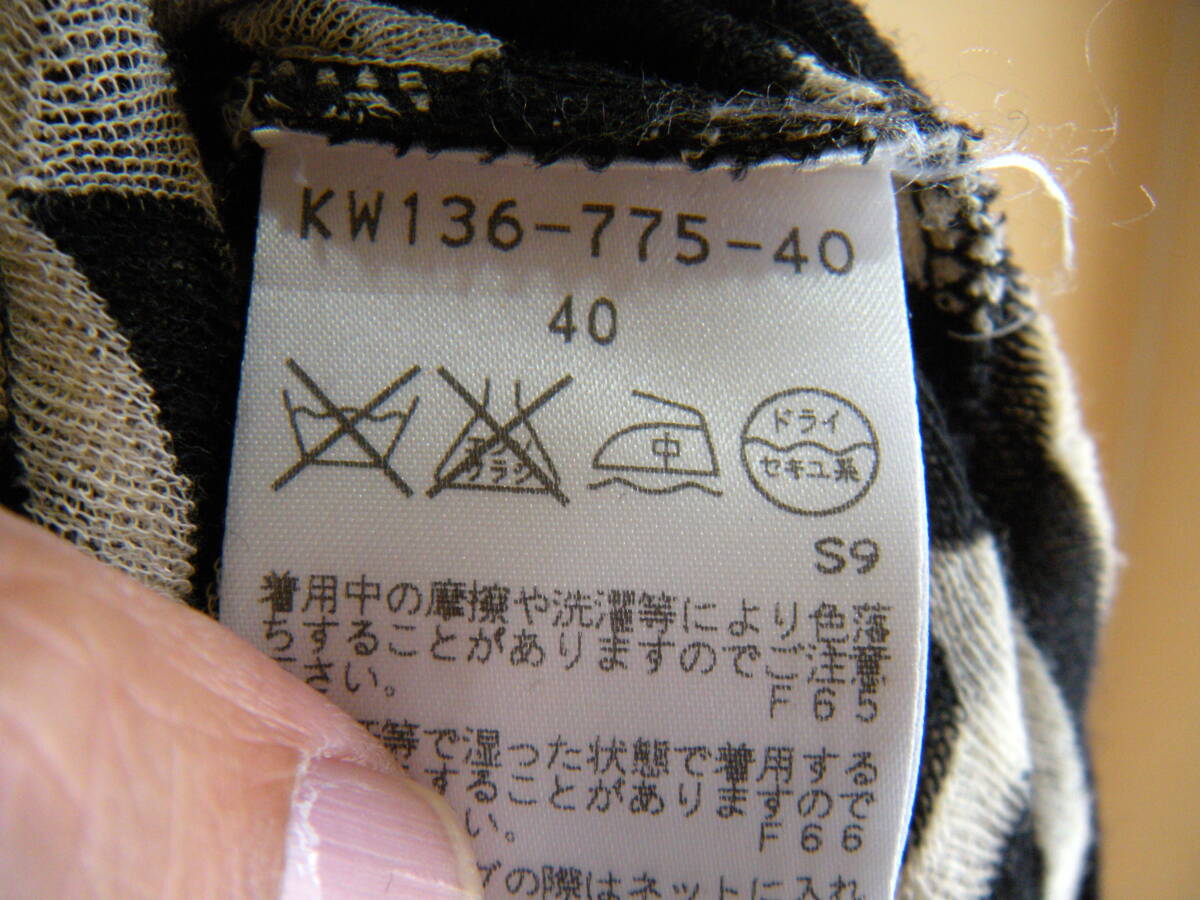 KW136-775-40
40
中
ドライ
セキユ系
S9
着用中の摩擦や洗濯等により色落
ちすることがありますのでご注意
下さい。
F65
等で湿った状態で着用する
することがありますので
い。
F66
グの際はネットに入れ